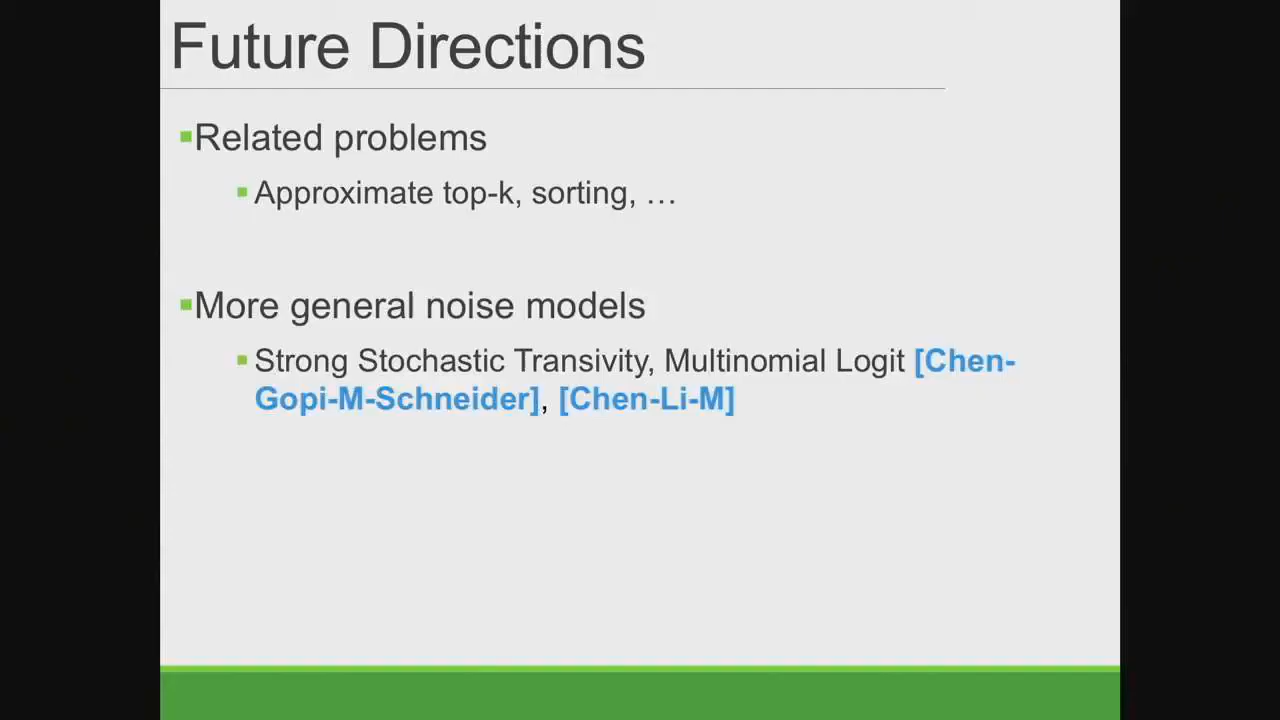 Future Directions
Related problems
Approximate top-k, sorting, …
More general noise models
Strong Stochastic Transivity, Multinomial Logit [Chen-
Gopi-M-Schneider], [Chen-Li-M]